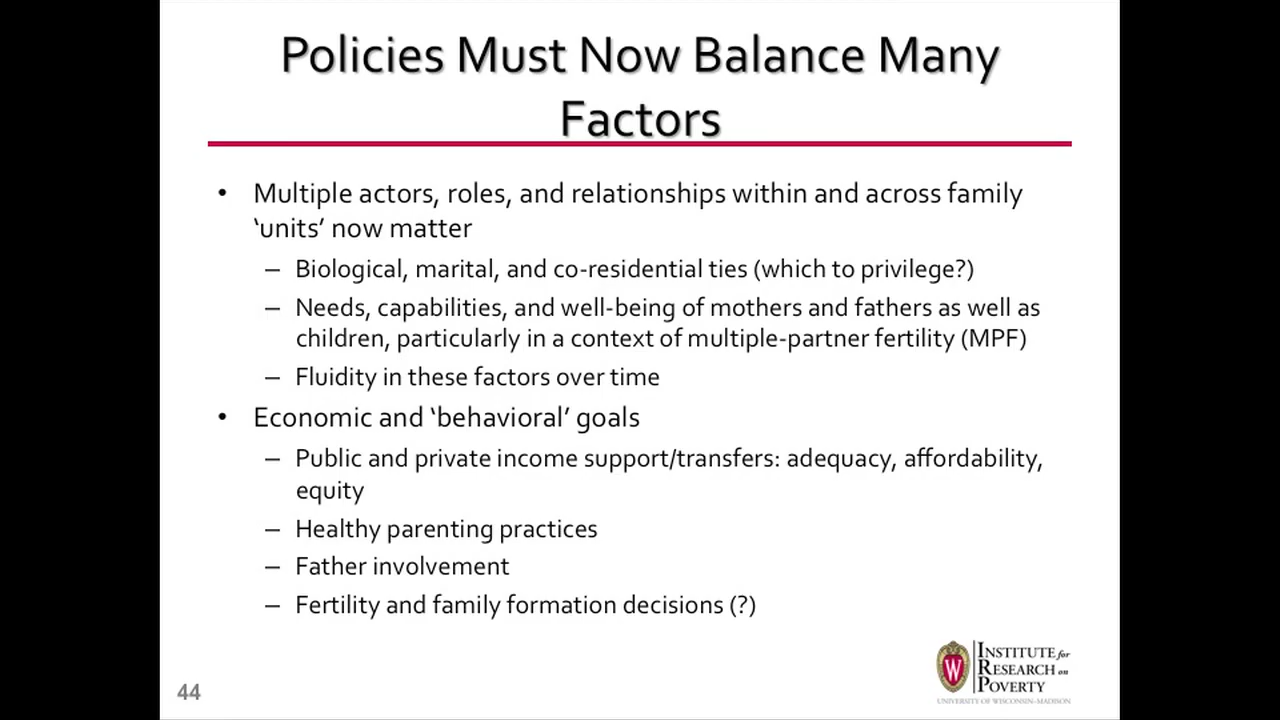 Policies Must Now Balance Many
Factors
• Multiple actors, roles, and relationships within and across family
‘units’ now matter
– Biological, marital, and co-residential ties (which to privilege?)
– Needs, capabilities, and well-being of mothers and fathers as well as
children, particularly in a context of multiple-partner fertility (MPF)
– Fluidity in these factors over time
• Economic and ‘behavioral’ goals
– Public and private income support/transfers: adequacy, affordability,
equity
– Healthy parenting practices
– Father involvement
– Fertility and family formation decisions (?)
44
W
INSTITUTE for
RESEARCH on
POVERTY
UNIVERSITY OF WISCONSIN–MADISON